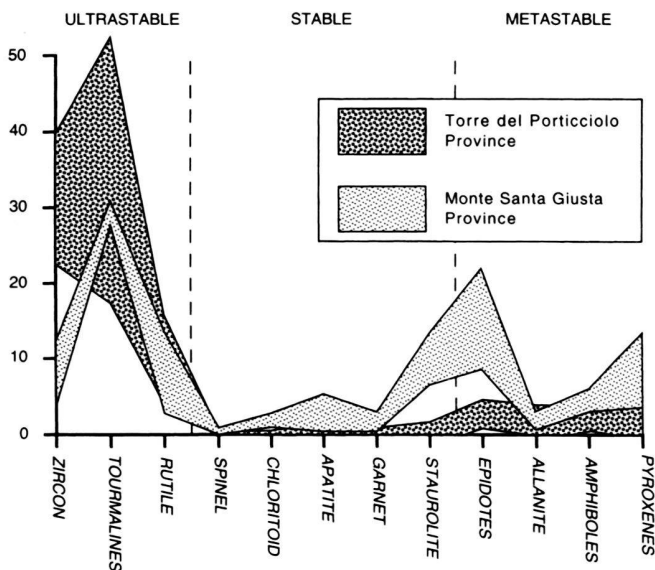 ULTRASTABLE STABLE METASTABLE
50
40
30
20
10
0
Torre del Porticciolo
Province
Monte Santa Giusta
Province
ZIRCON
TOURMALINES
RUTILE
SPINEL
CHLORITOID
APATITE
GARNET
STAUROLITE
EPIDOTES
ALLANITE
AMPHIBOLES
PYROXENES